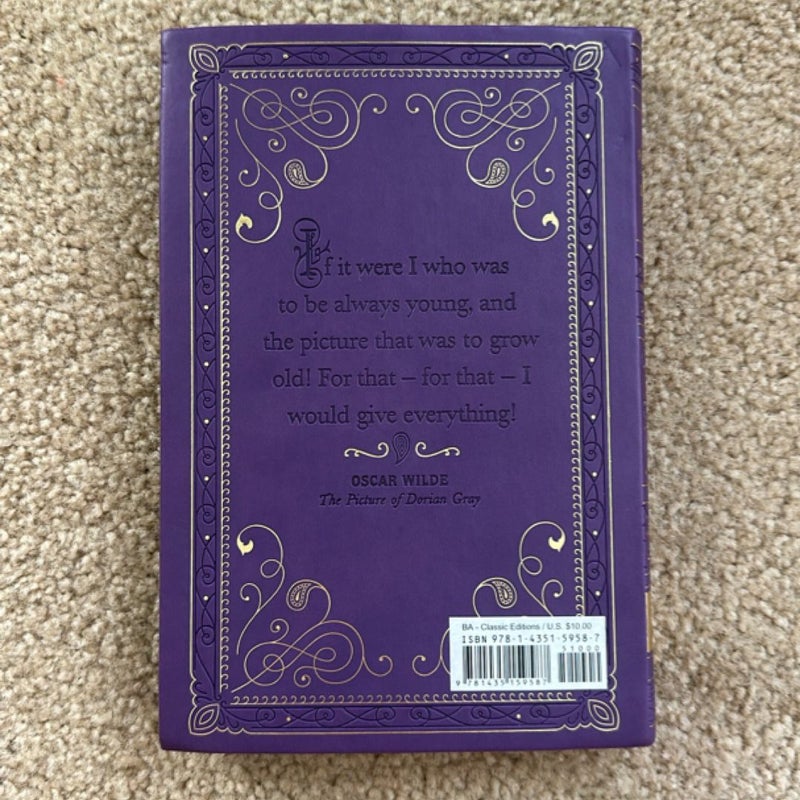 If it were I who was
to be always young, and
the picture that was to grow
old! For that – for that – I
would give everything!
OSCAR WILDE
The Picture of Dorian Gray
BA - Classic Editions / U.S. $10.00
ISBN 978-1-4351-5958-7
51000
9 781435 159587